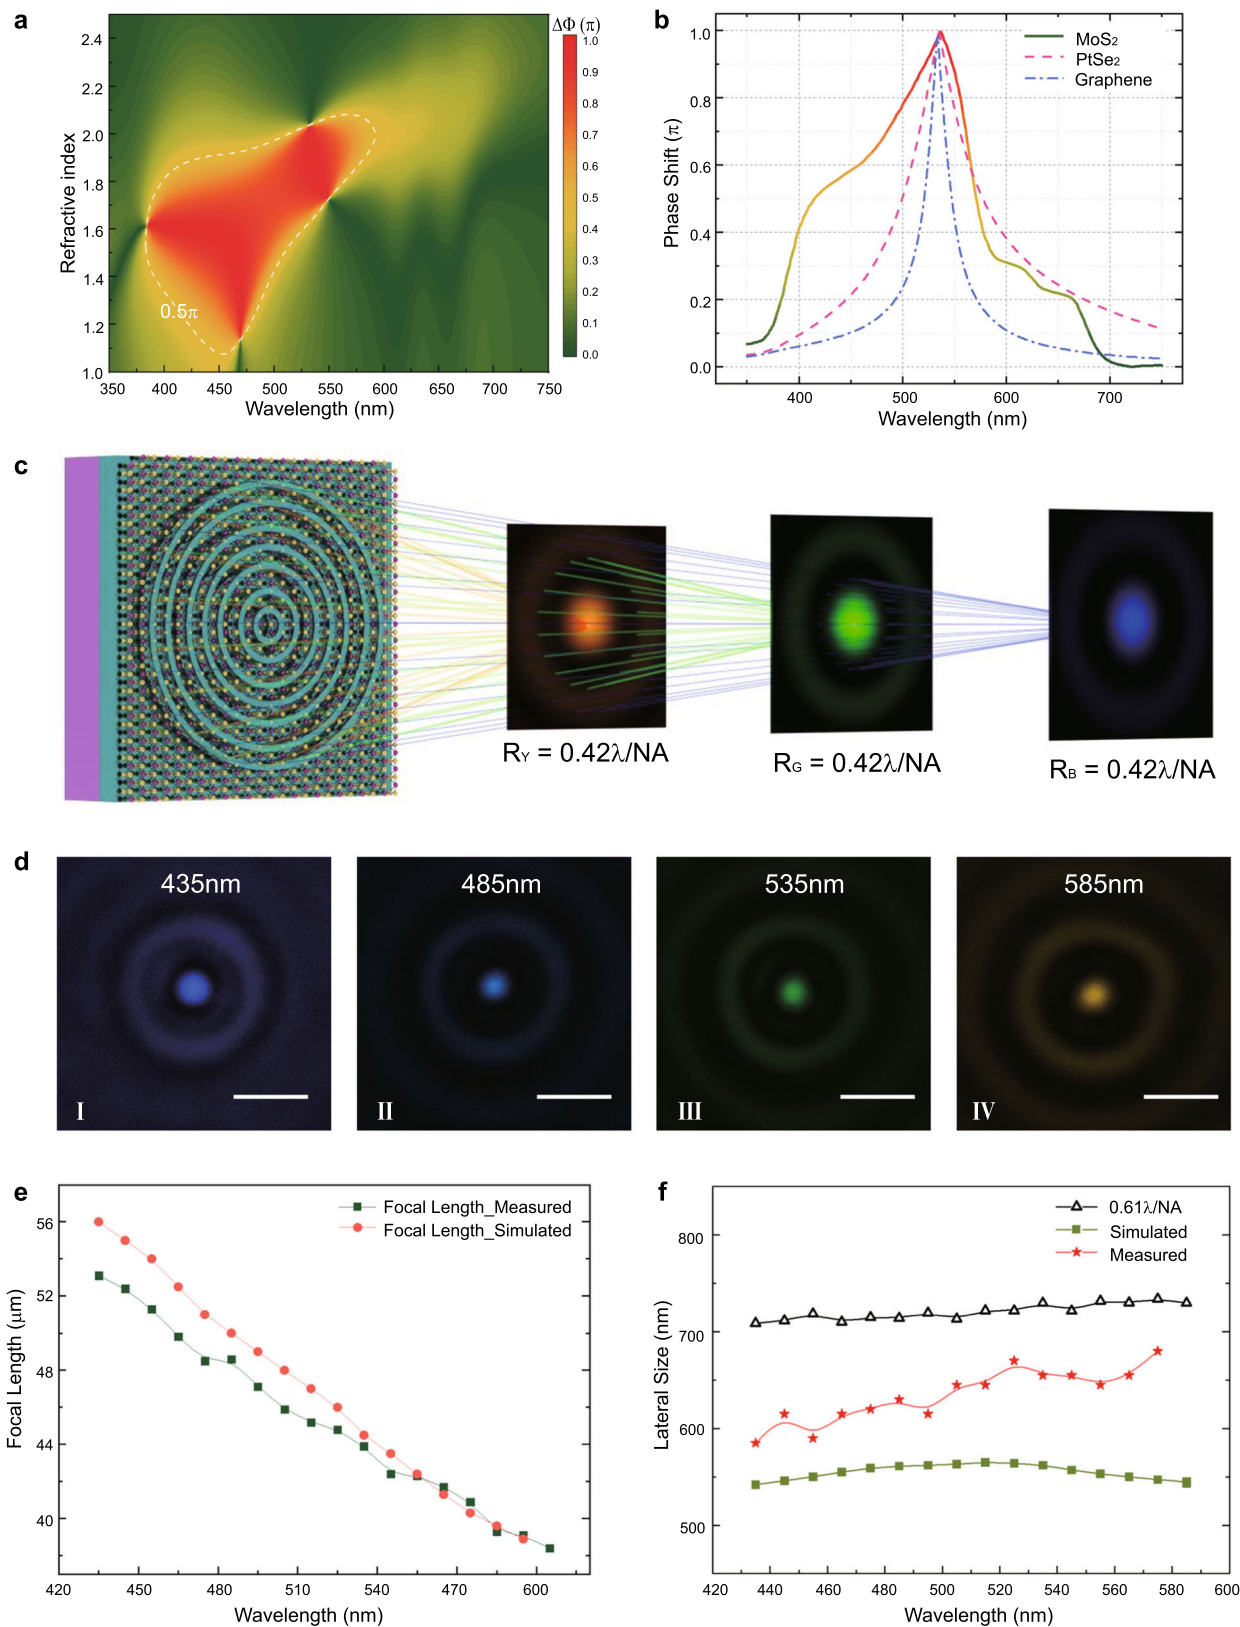 a
ΔΦ (π)
Refractive index
2.4
2.2
2.0
1.8
1.6
1.4
1.2
1.0
0.5π
1.0
0.9
0.8
0.7
0.6
0.5
0.4
0.3
0.2
0.1
0.0
350 400 450 500 550 600 650 700 750
Wavelength (nm)
b
Phase Shift (π)
1.0
0.8
0.6
0.4
0.2
0.0
MoS₂
PtSe₂
Graphene
400 500 600 700
Wavelength (nm)
c
Rʏ = 0.42λ/NA
RG = 0.42λ/NA
RB = 0.42λ/NA
d
435nm
I
485nm
II
535nm
III
585nm
IV
e
Focal Length (μm)
56
52
48
44
40
Focal Length_Measured
Focal Length_Simulated
420 450 480 510 540 470 600
Wavelength (nm)
f
Lateral Size (nm)
800
700
600
500
0.61λ/NA
Simulated
Measured
420 440 460 480 500 520 540 560 580 600
Wavelength (nm)